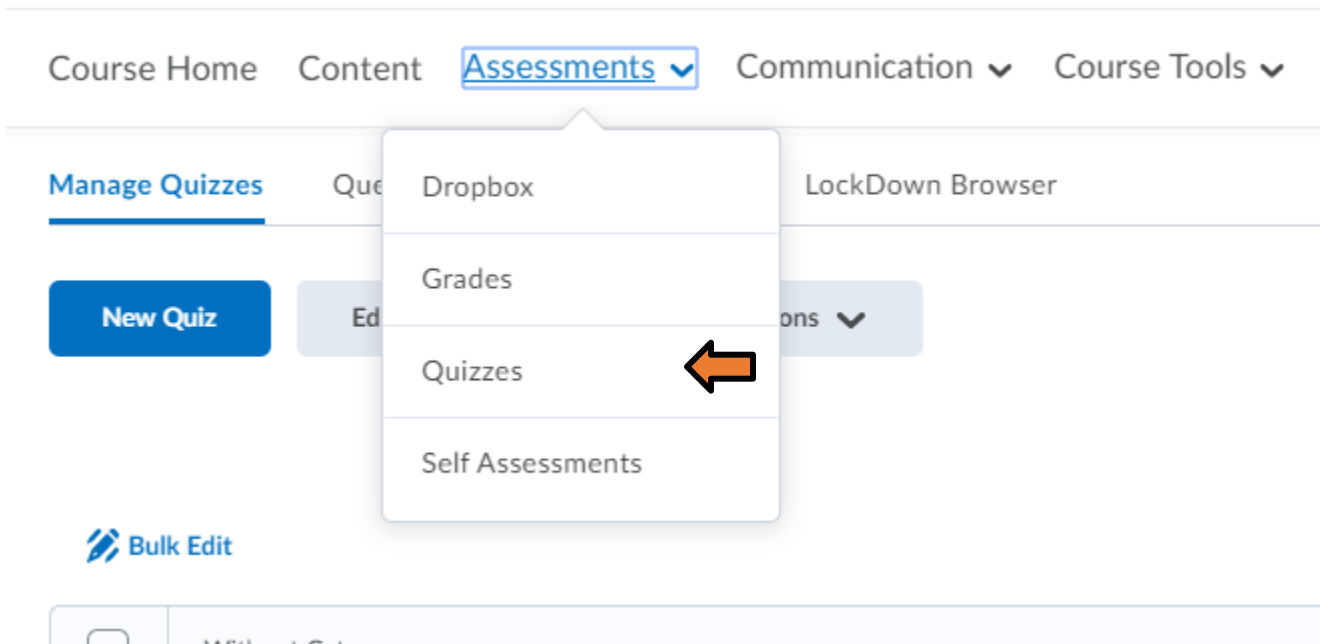 Course Home Content Assessments Communication Course Tools
Manage Quizzes LockDown Browser
Dropbox
Grades
New Quiz
Quizzes
Self Assessments
Bulk Edit